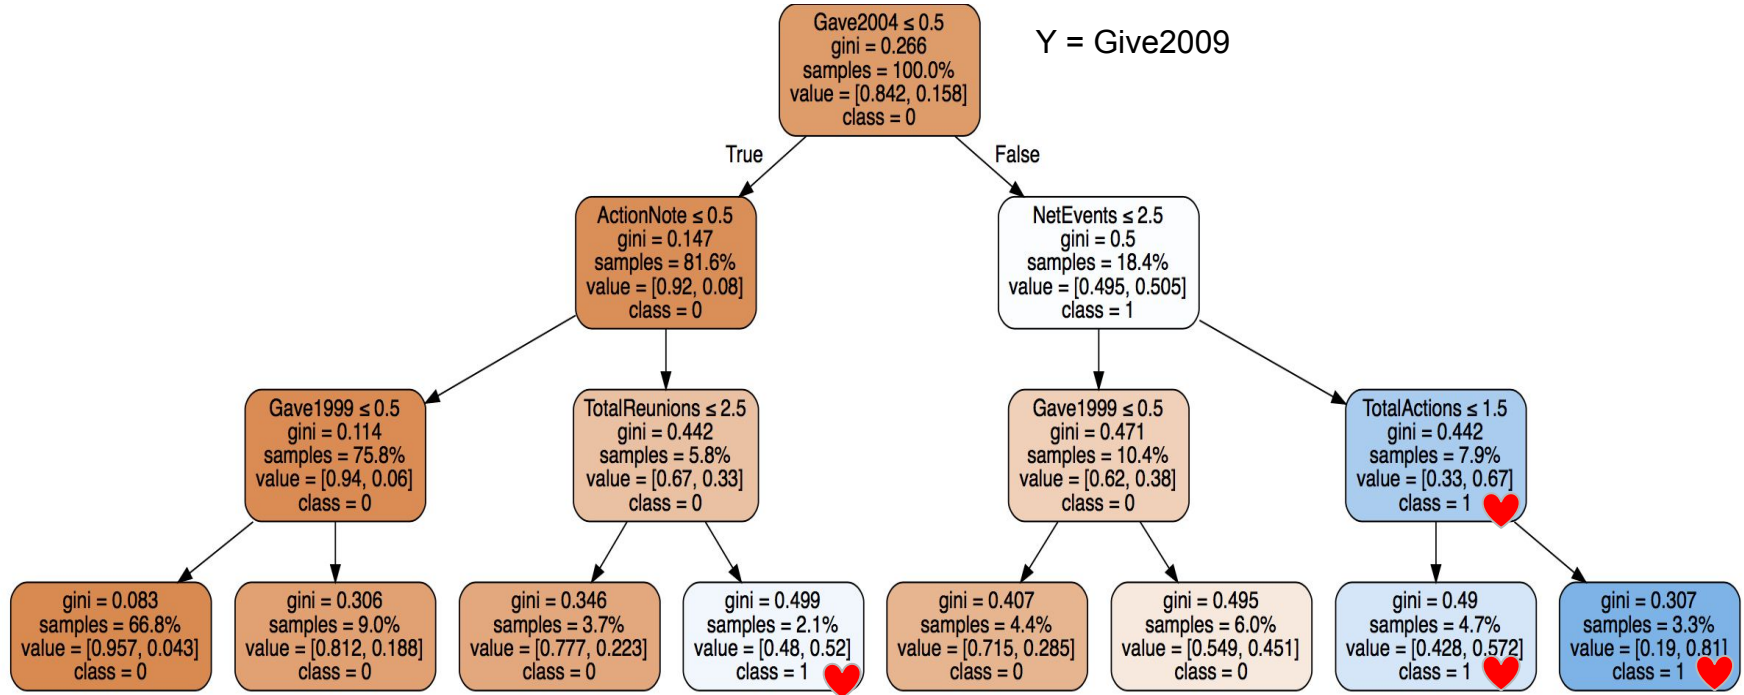 Gave2004 ≤ 0.5
gini = 0.266
samples = 100.0%
value = [0.842, 0.158]
class = 0
Y = Give2009
True
False
ActionNote ≤ 0.5
gini = 0.147
samples = 81.6%
value = [0.92, 0.08]
class = 0
NetEvents ≤ 2.5
gini = 0.5
samples = 18.4%
value = [0.495, 0.505]
class = 1
Gave1999 ≤ 0.5
gini = 0.114
samples = 75.8%
value = [0.94, 0.06]
class = 0
TotalReunions ≤ 2.5
gini = 0.442
samples = 5.8%
value = [0.67, 0.33]
class = 0
Gave1999 ≤ 0.5
gini = 0.471
samples = 10.4%
value = [0.62, 0.38]
class = 0
TotalActions ≤ 1.5
gini = 0.442
samples = 7.9%
value = [0.33, 0.67]
class = 1
gini = 0.083
samples = 66.8%
value = [0.957, 0.043]
class = 0
gini = 0.306
samples = 9.0%
value = [0.812, 0.188]
class = 0
gini = 0.346
samples = 3.7%
value = [0.777, 0.223]
class = 0
gini = 0.499
samples = 2.1%
value = [0.48, 0.52]
class = 1
gini = 0.407
samples = 4.4%
value = [0.715, 0.285]
class = 0
gini = 0.495
samples = 6.0%
value = [0.549, 0.451]
class = 0
gini = 0.49
samples = 4.7%
value = [0.428, 0.572]
class = 1
gini = 0.307
samples = 3.3%
value = [0.19, 0.81]
class = 1